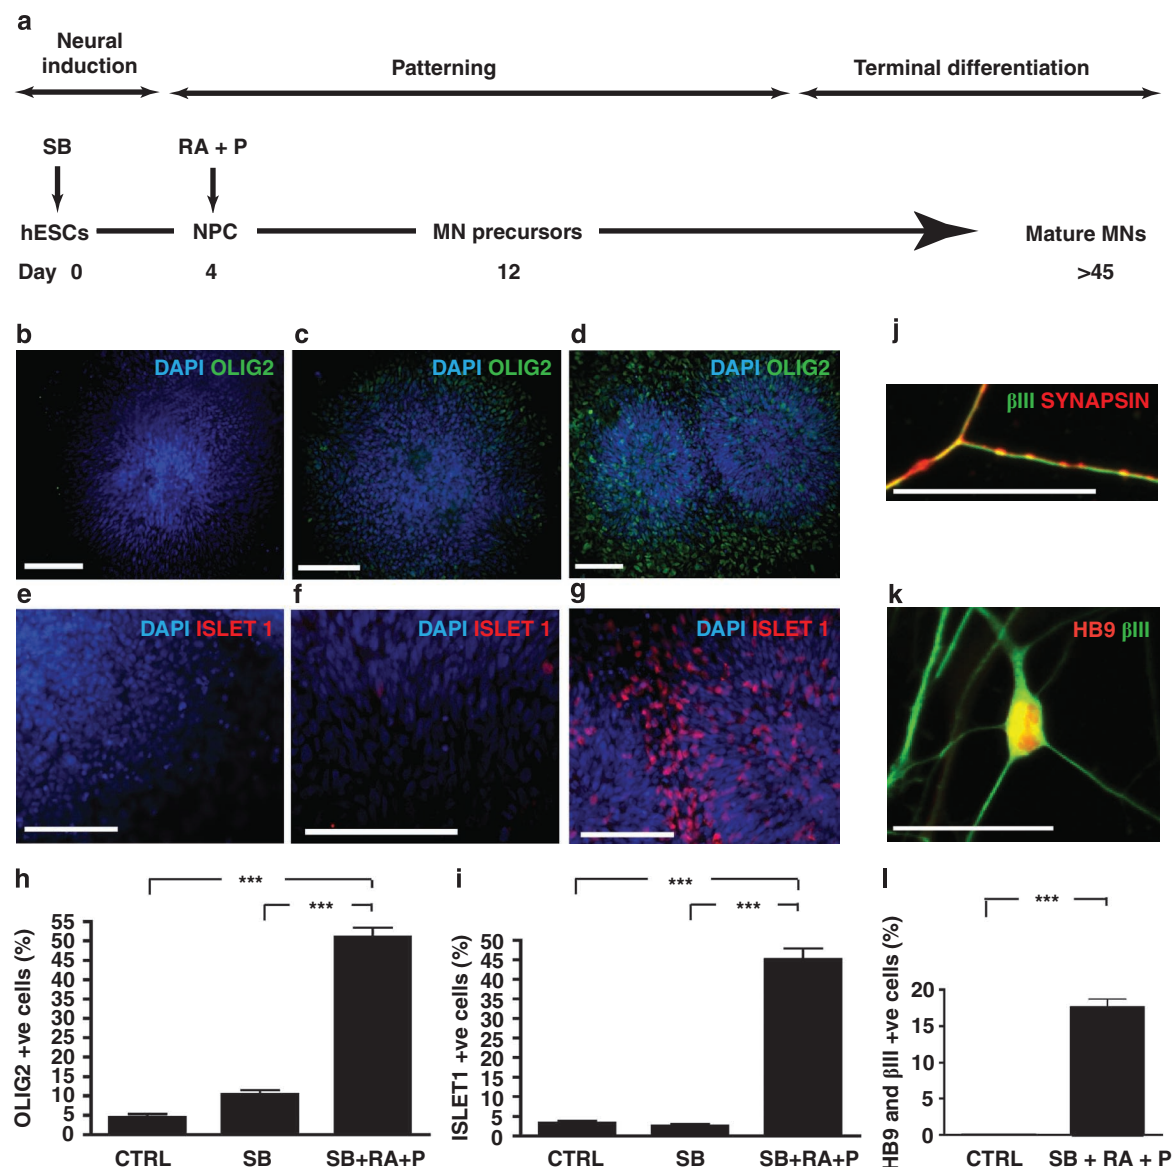 a
Neural
induction
Patterning
Terminal differentiation
SB
RA + P
hESCs
NPC
MN precursors
Mature MNs
Day 0
4
12
>45
b
c
d
j
DAPI OLIG2
DAPI OLIG2
DAPI OLIG2
βIII SYNAPSIN
e
f
g
k
DAPI ISLET 1
DAPI ISLET 1
DAPI ISLET 1
HB9 βIII
h
***
***
OLIG2 +ve cells (%)
55
50
45
40
35
30
25
20
15
10
5
0
CTRL
SB
SB+RA+P
i
***
***
ISLET1 +ve cells (%)
50
45
40
35
30
25
20
15
10
5
0
CTRL
SB
SB+RA+P
l
***
HB9 and βIII +ve cells (%)
20
15
10
5
0
CTRL
SB + RA + P